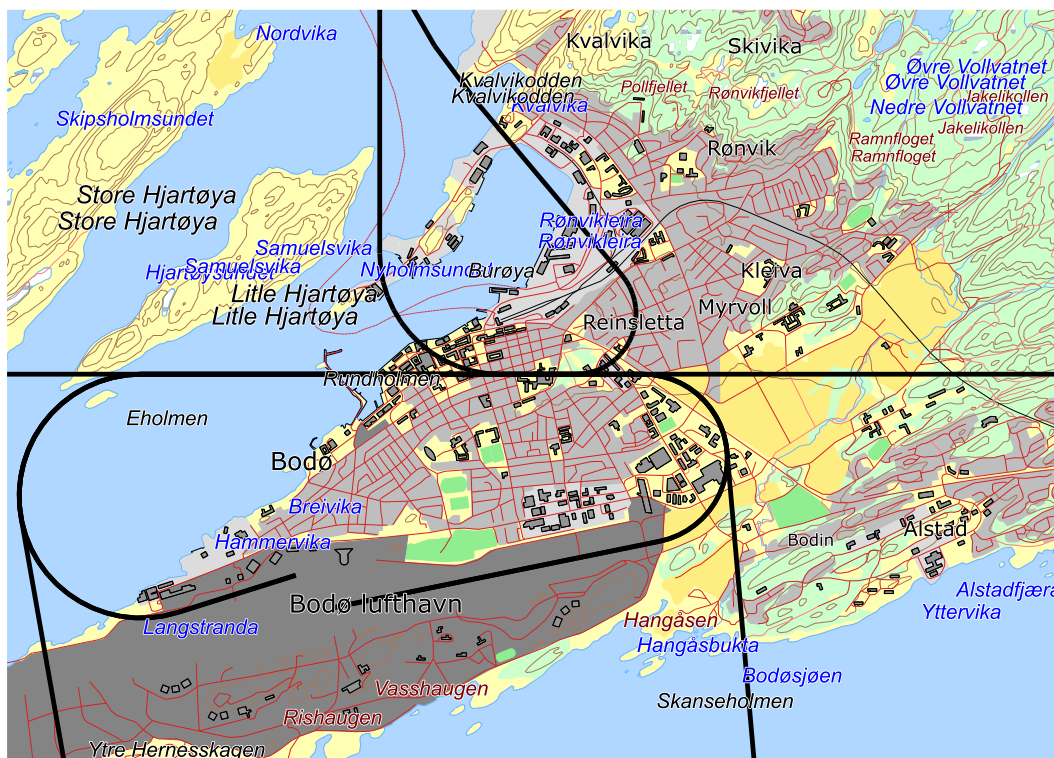 Nordvika
Kvalvika
Skivika
Øvre Vollvatnet
Kvalvikodden
Pollfjellet
Øvre Vollvatnet
Kvalvikodden
Rønvikfjellet
Jakelikollen
Kvalvika
Nedre Vollvatnet
Skipsholmsundet
Jakelikollen
Ramnfloget
Rønvik
Ramnfloget
Store Hjartøya
Store Hjartøya
Rønvikleira
Rønvikleira
Samuelsvika
Samuelsvika
Hjartøysundet
Nyholmsundet
Burøya
Kleiva
Litle Hjartøya
Myrvoll
Litle Hjartøya
Reinsletta
Rundholmen
Eholmen
Bodø
Breivika
Hammervika
Alstad
Bodin
Alstadfjæra
Bodø lufthavn
Yttervika
Langstranda
Hangåsen
Hangåsbukta
Bodøsjøen
Vasshaugen
Skanseholmen
Rishaugen
Ytre Hernesskagen